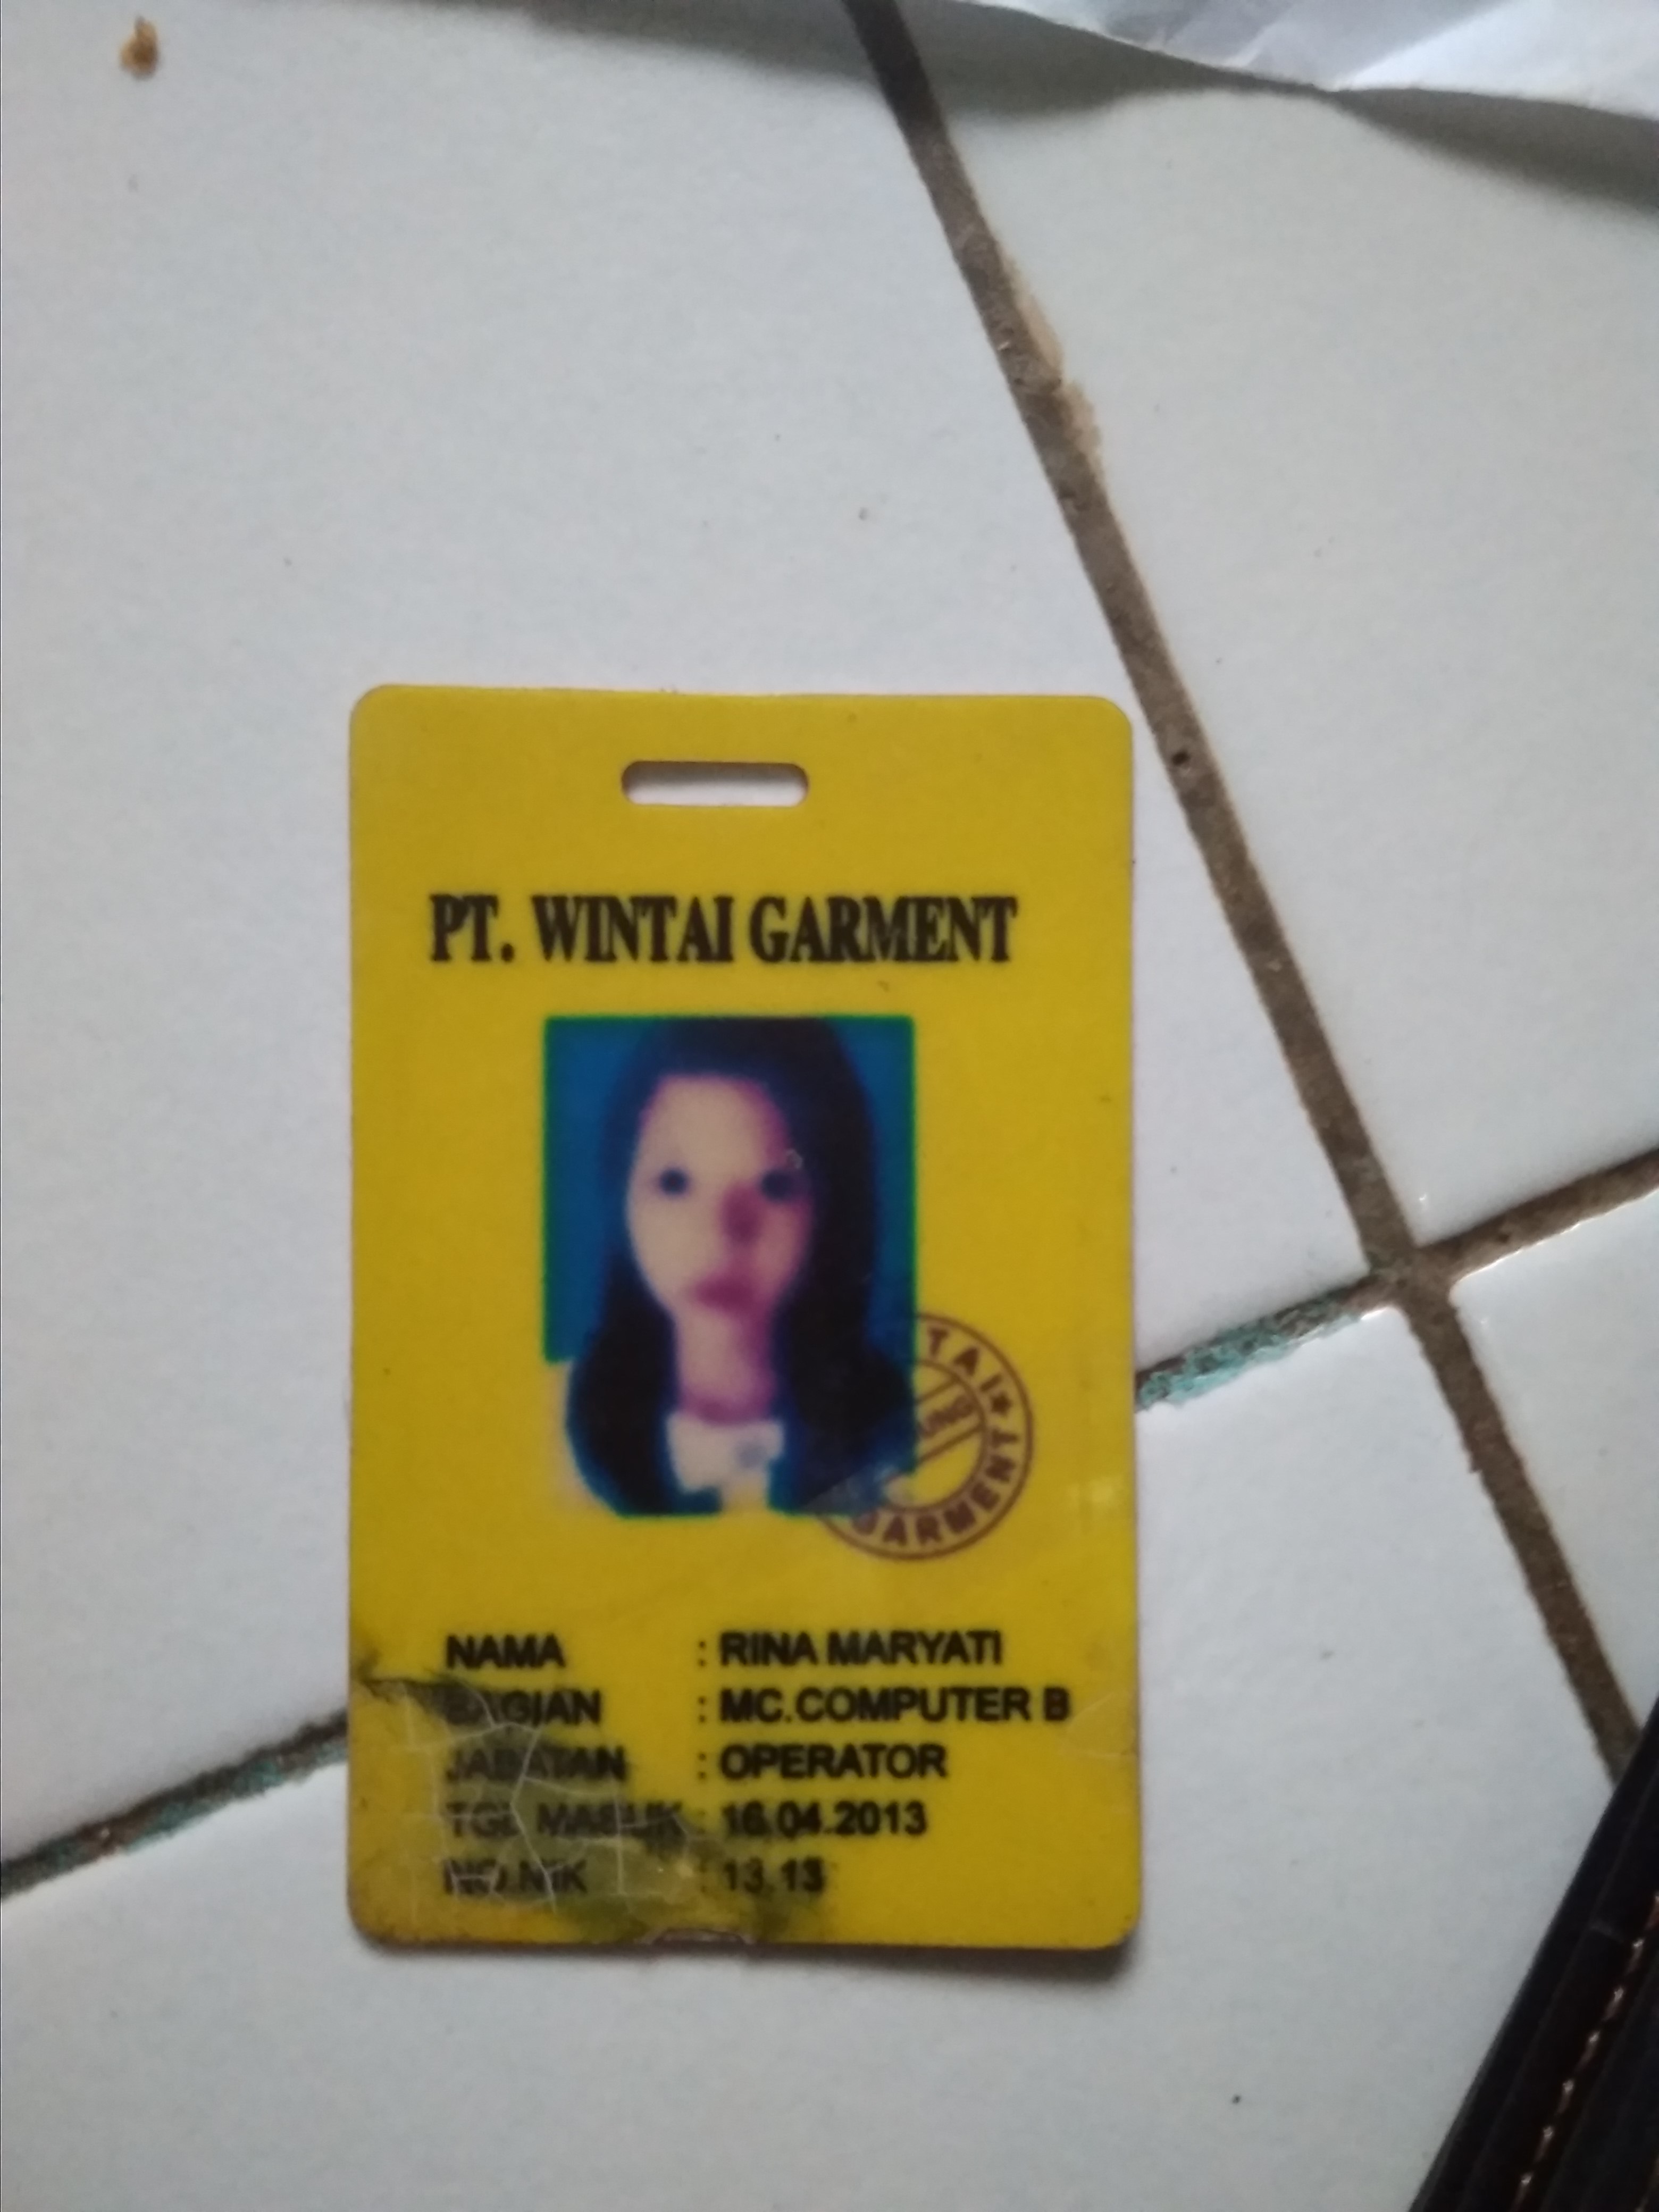 PT. WINTAI GARMENT
TAI
GARMENT
NAMA : RINA MARYATI
BAGIAN : MC.COMPUTER B
JABATAN : OPERATOR
TGL MASUK : 16.04.2013
NO.NIK : 13.13